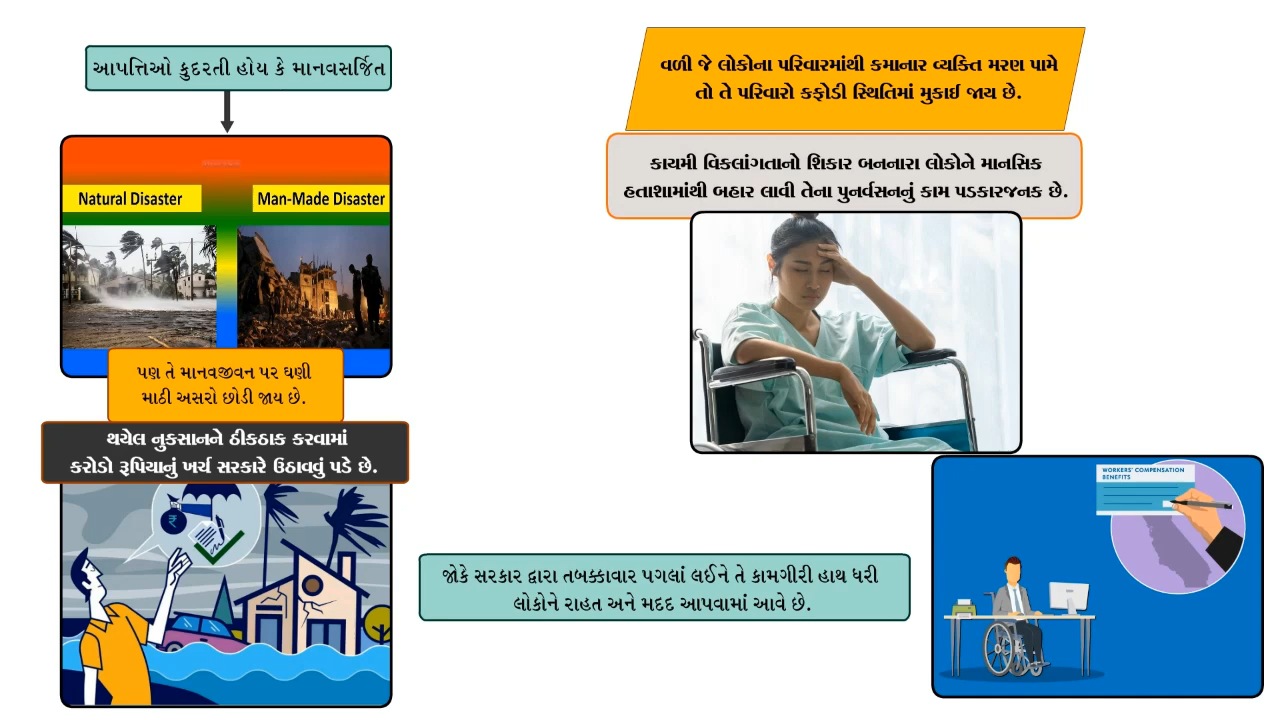 આપત્તિઓ કુદરતી હોય કે માનવસર્જિત
Natural Disaster
Man-Made Disaster
પણ તે માનવજીવન પર ઘણી
માઠી અસરો છોડી જાય છે.
થયેલ નુકસાનને ઠીકઠાક કરવામાં
કરોડો રૂપિયાનું ખર્ચ સરકારે ઉઠાવવું પડે છે.
₹
વળી જે લોકોના પરિવારમાંથી કમાનાર વ્યક્તિ મરણ પામે
તો તે પરિવારો કફોડી સ્થિતિમાં મુકાઈ જાય છે.
કાયમી વિકલાંગતાનો શિકાર બનનારા લોકોને માનસિક
હતાશામાંથી બહાર લાવી તેના પુનર્વસનનું કામ પડકારજનક છે.
જોકે સરકાર દ્વારા તબક્કાવાર પગલાં લઈને તે કામગીરી હાથ ધરી
લોકોને રાહત અને મદદ આપવામાં આવે છે.
WORKERS' COMPENSATION
BENEFITS